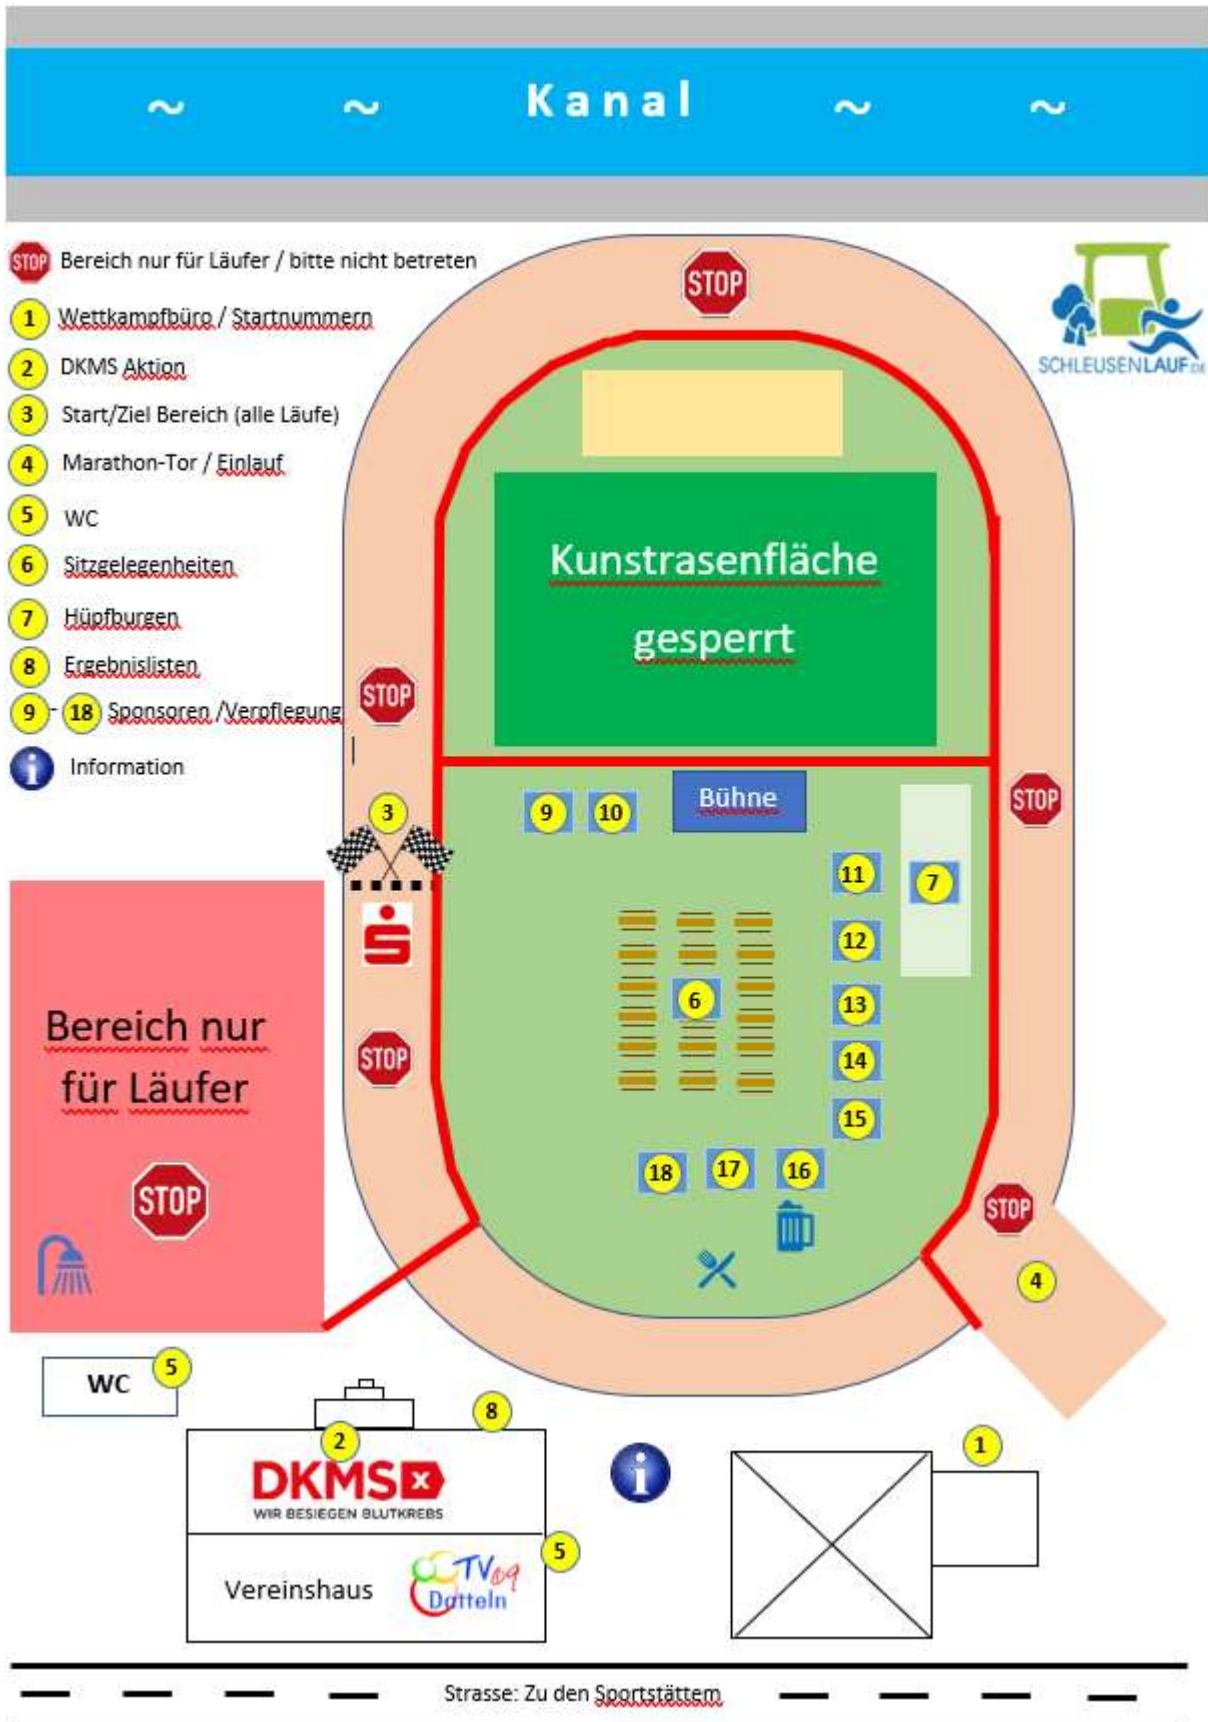 ~ ~ Kanal ~ ~
STOP Bereich nur für Läufer / bitte nicht betreten
1 Wettkampfbüro / Startnummern
2 DKMS Aktion
3 Start/Ziel Bereich (alle Läufe)
4 Marathon-Tor / Einlauf
5 WC
6 Sitzgelegenheiten
7 Hüpfburgen
8 Ergebnislisten
9 - 18 Sponsoren /Verpflegung
i Information
STOP
SCHLEUSENLAUF.DE
Kunstrasenfläche
gesperrt
STOP
3
9 10 Bühne
STOP
11
7
12
6
13
14
15
18 17 16
STOP
Bereich nur
für Läufer
STOP
STOP
4
WC 5
8
2
DKMS x
WIR BESIEGEN BLUTKREBS
Vereinshaus
TV09
Datteln
5
i
1
Strasse: Zu den Sportstättem